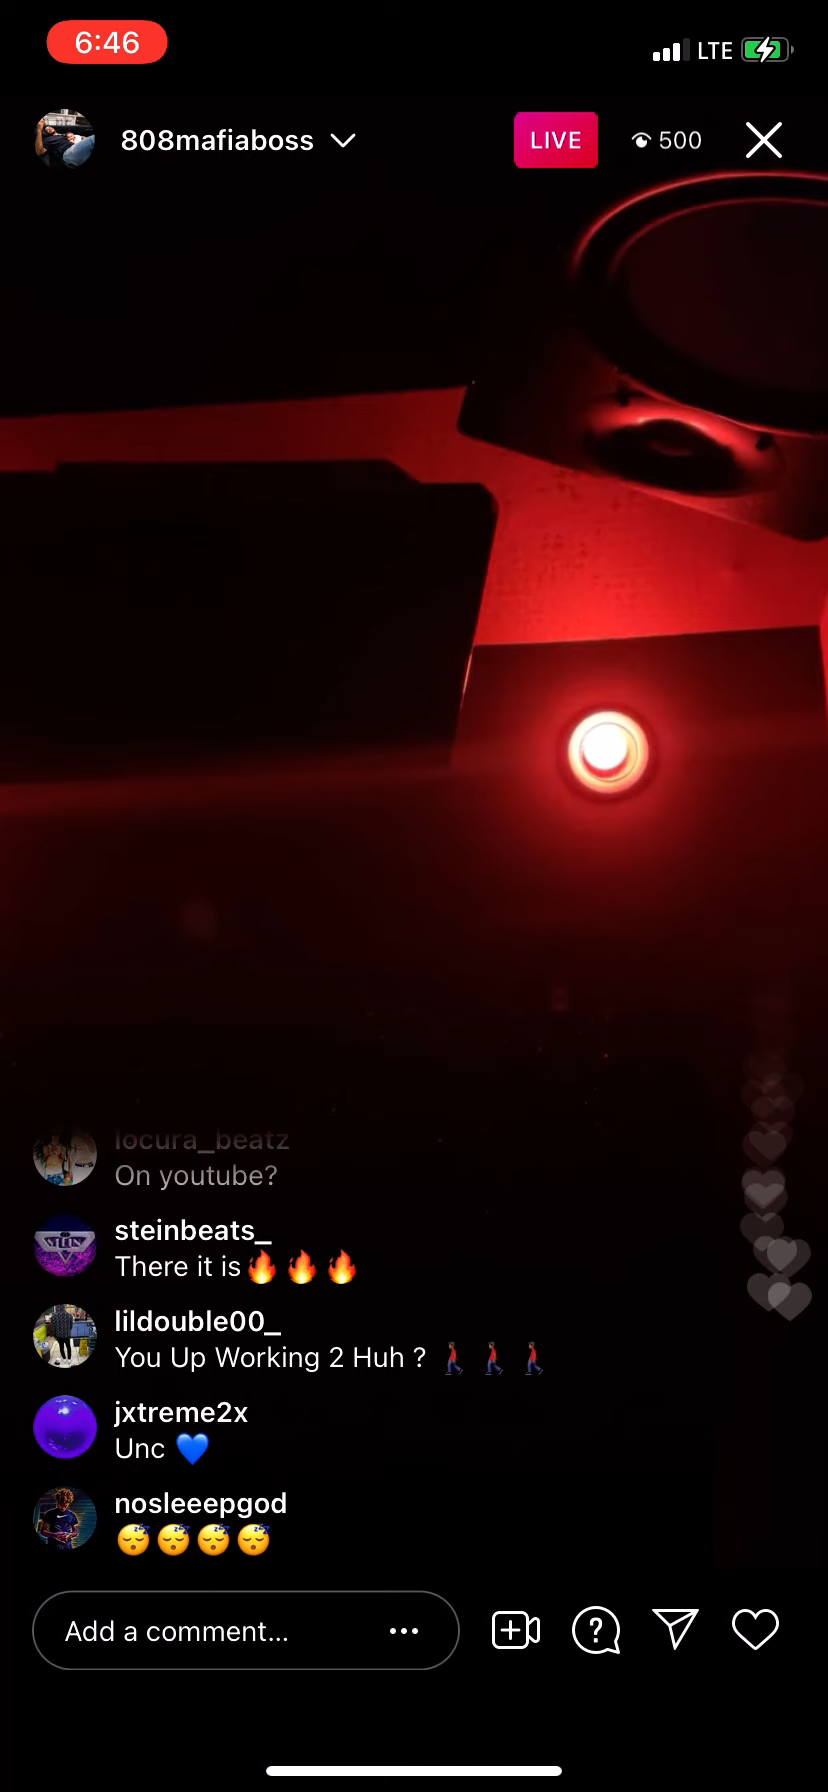 6:46
LTE
808mafiaboss
LIVE
500
locura_beatz
On youtube?
steinbeats_
There it is🔥🔥🔥
lildouble00_
You Up Working 2 Huh ? 🚶🏿‍♂️🚶🏿‍♂️🚶🏿‍♂️
jxtreme2x
Unc 💙
nosleeepgod
😴😴😴😴
Add a comment...